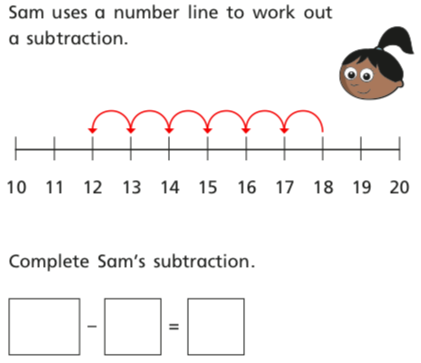 Sam uses a number line to work out
a subtraction.
10 11 12 13 14 15 16 17 18 19 20
Complete Sam's subtraction.
– =